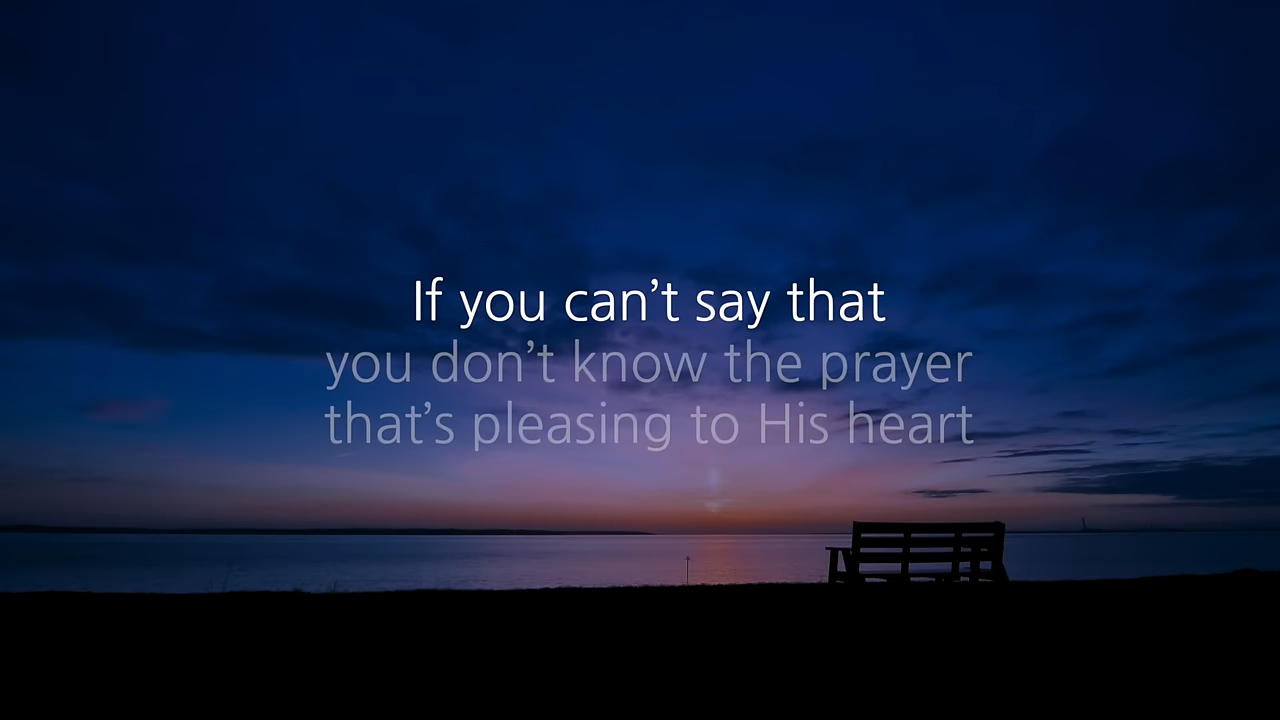 If you can’t say that
you don’t know the prayer
that’s pleasing to His heart